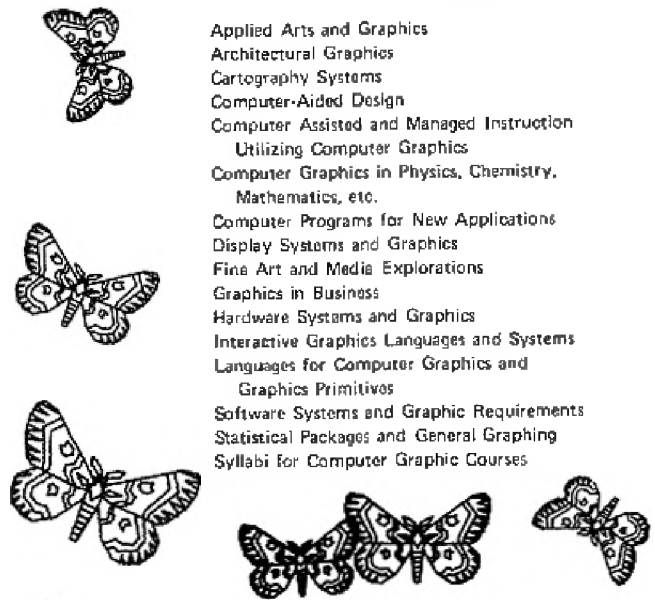 Applied Arts and Graphics
Architectural Graphics
Cartography Systems
Computer-Aided Design
Computer Assisted and Managed Instruction
Utilizing Computer Graphics
Computer Graphics in Physics, Chemistry,
Mathematics, etc.
Computer Programs for New Applications
Display Systems and Graphics
Fine Art and Media Explorations
Graphics in Business
Hardware Systems and Graphics
Interactive Graphics Languages and Systems
Languages for Computer Graphics and
Graphics Primitives
Software Systems and Graphic Requirements
Statistical Packages and General Graphing
Syllabi for Computer Graphic Courses